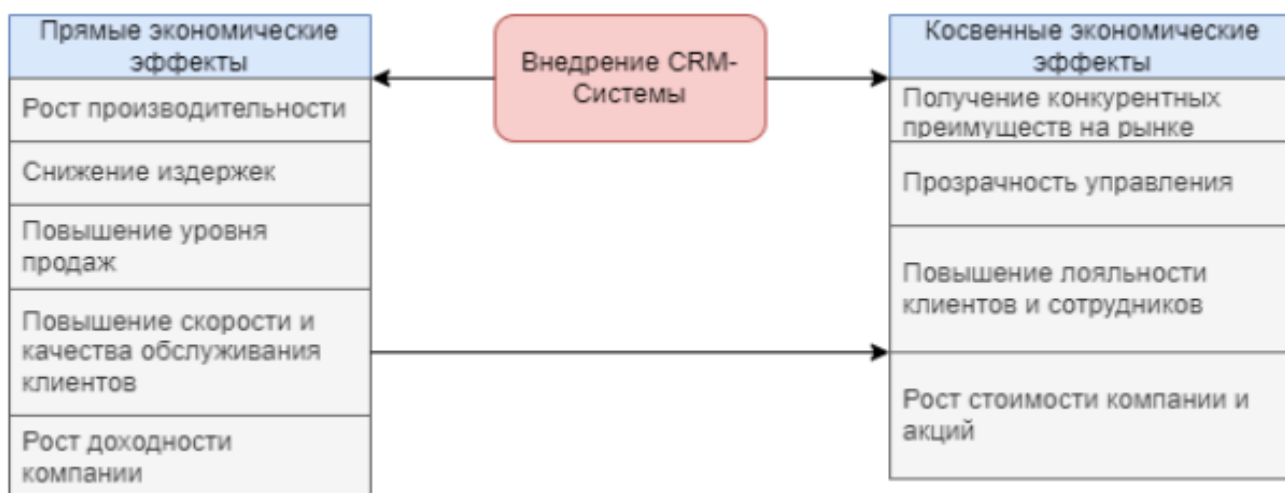 Прямые экономические
эффекты
Рост производительности
Снижение издержек
Повышение уровня
продаж
Повышение скорости и
качества обслуживания
клиентов
Рост доходности
компании
Внедрение CRM-
Системы
Косвенные экономические
эффекты
Получение конкурентных
преимуществ на рынке
Прозрачность управления
Повышение лояльности
клиентов и сотрудников
Рост стоимости компании и
акций